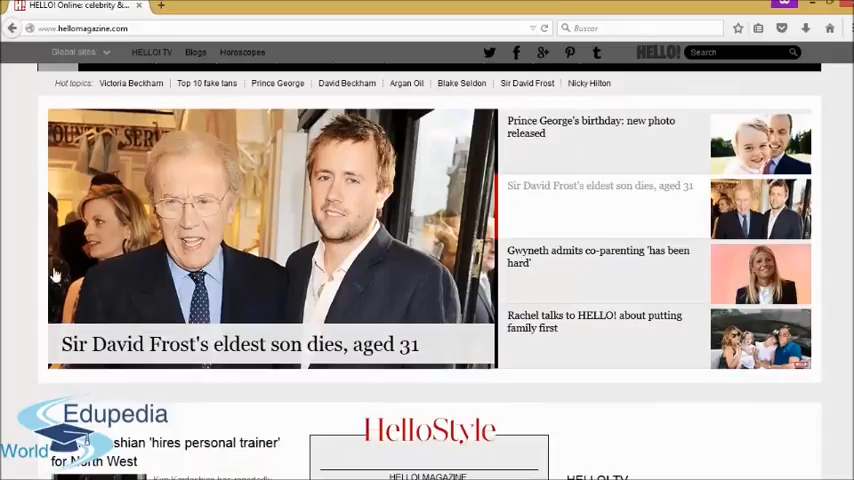 HELLO! Online: celebrity &...
www.hellomagazine.com
Buscar
Global sites
HELLO! TV
Blogs
Horoscopes
HELLO!
Search
Hot topics:
Victoria Beckham
Top 10 fake tans
Prince George
David Beckham
Argan Oil
Blake Seldon
Sir David Frost
Nicky Hilton
Sir David Frost's eldest son dies, aged 31
Prince George's birthday: new photo
released
Sir David Frost's eldest son dies, aged 31
Gwyneth admits co-parenting 'has been
hard'
Rachel talks to HELLO! about putting
family first
Edupedia
World
shian 'hires personal trainer'
for North West
HelloStyle
HELLO! MAGAZINE
HELLO! TV